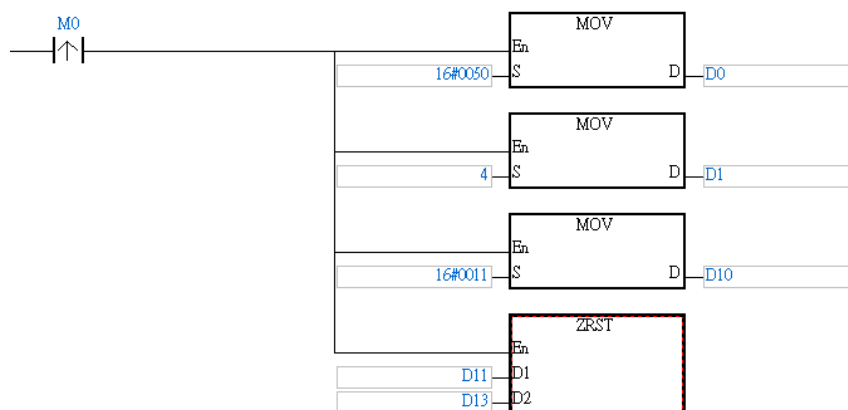 M0
MOV
En
16#0050 S D D0
MOV
En
4 S D D1
MOV
En
16#0011 S D D10
ZRST
En
D11 D1
D13 D2